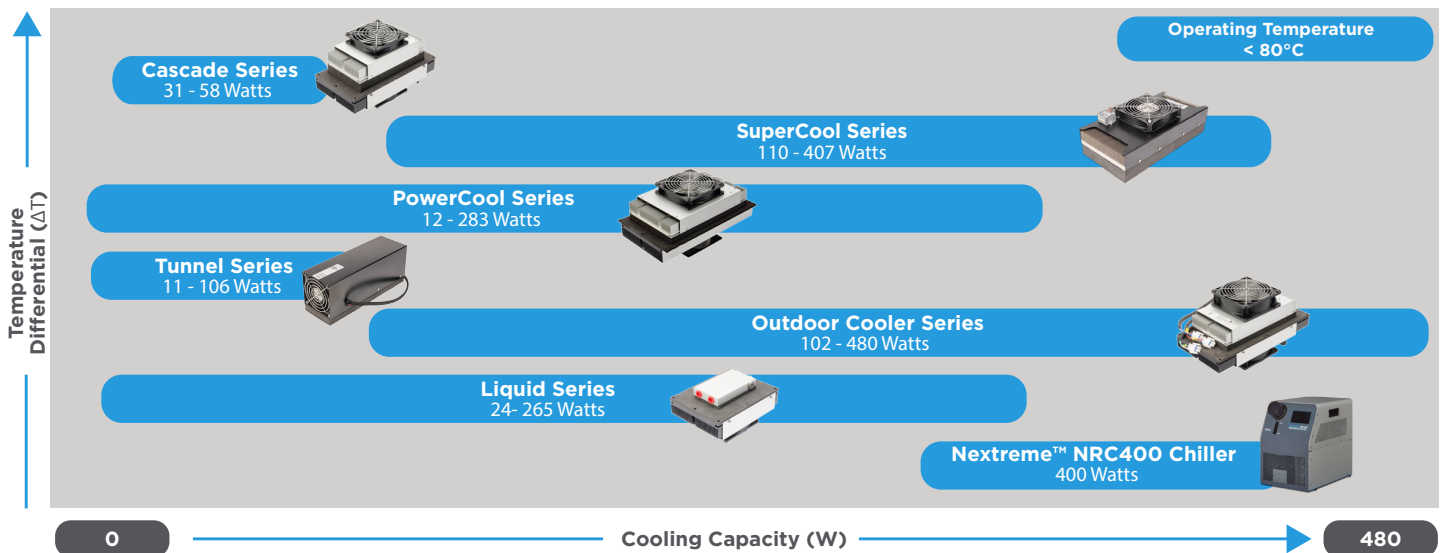 Operating Temperature
< 80°C
Cascade Series
31 - 58 Watts
SuperCool Series
110 - 407 Watts
PowerCool Series
12 - 283 Watts
Tunnel Series
11 - 106 Watts
Outdoor Cooler Series
102 - 480 Watts
Liquid Series
24- 265 Watts
Nextreme™ NRC400 Chiller
400 Watts
Temperature
Differential (ΔT)
0
Cooling Capacity (W)
480